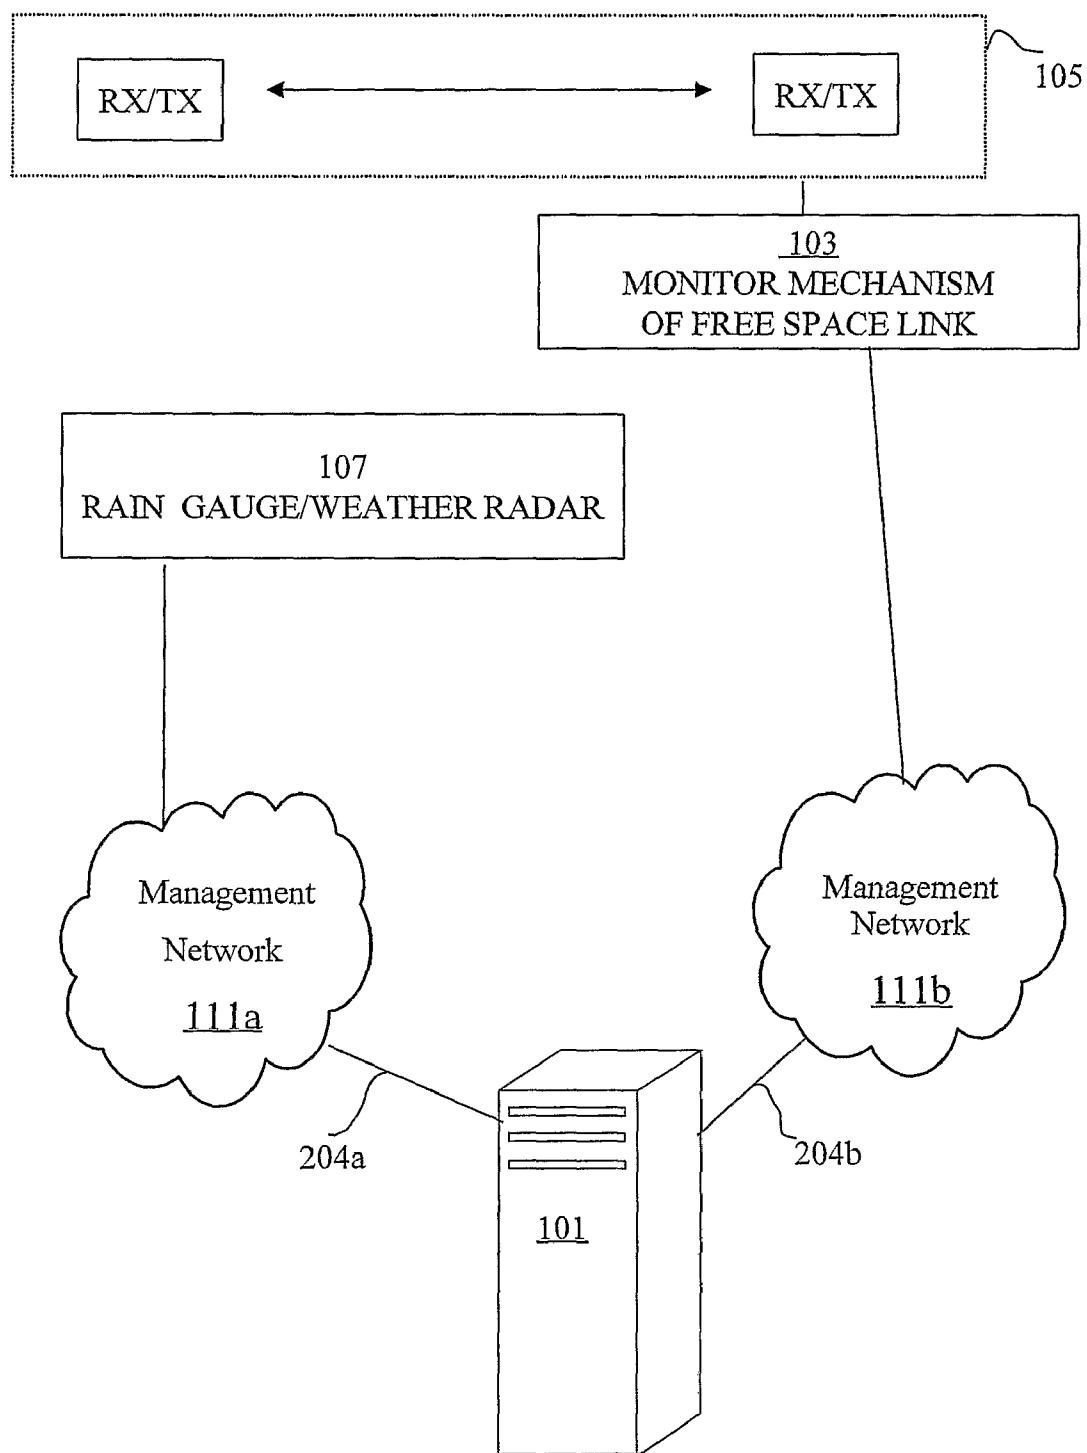 RX/TX
RX/TX
105
103
MONITOR MECHANISM
OF FREE SPACE LINK
107
RAIN GAUGE/WEATHER RADAR
Management
Network
111a
Management
Network
111b
204a
204b
101